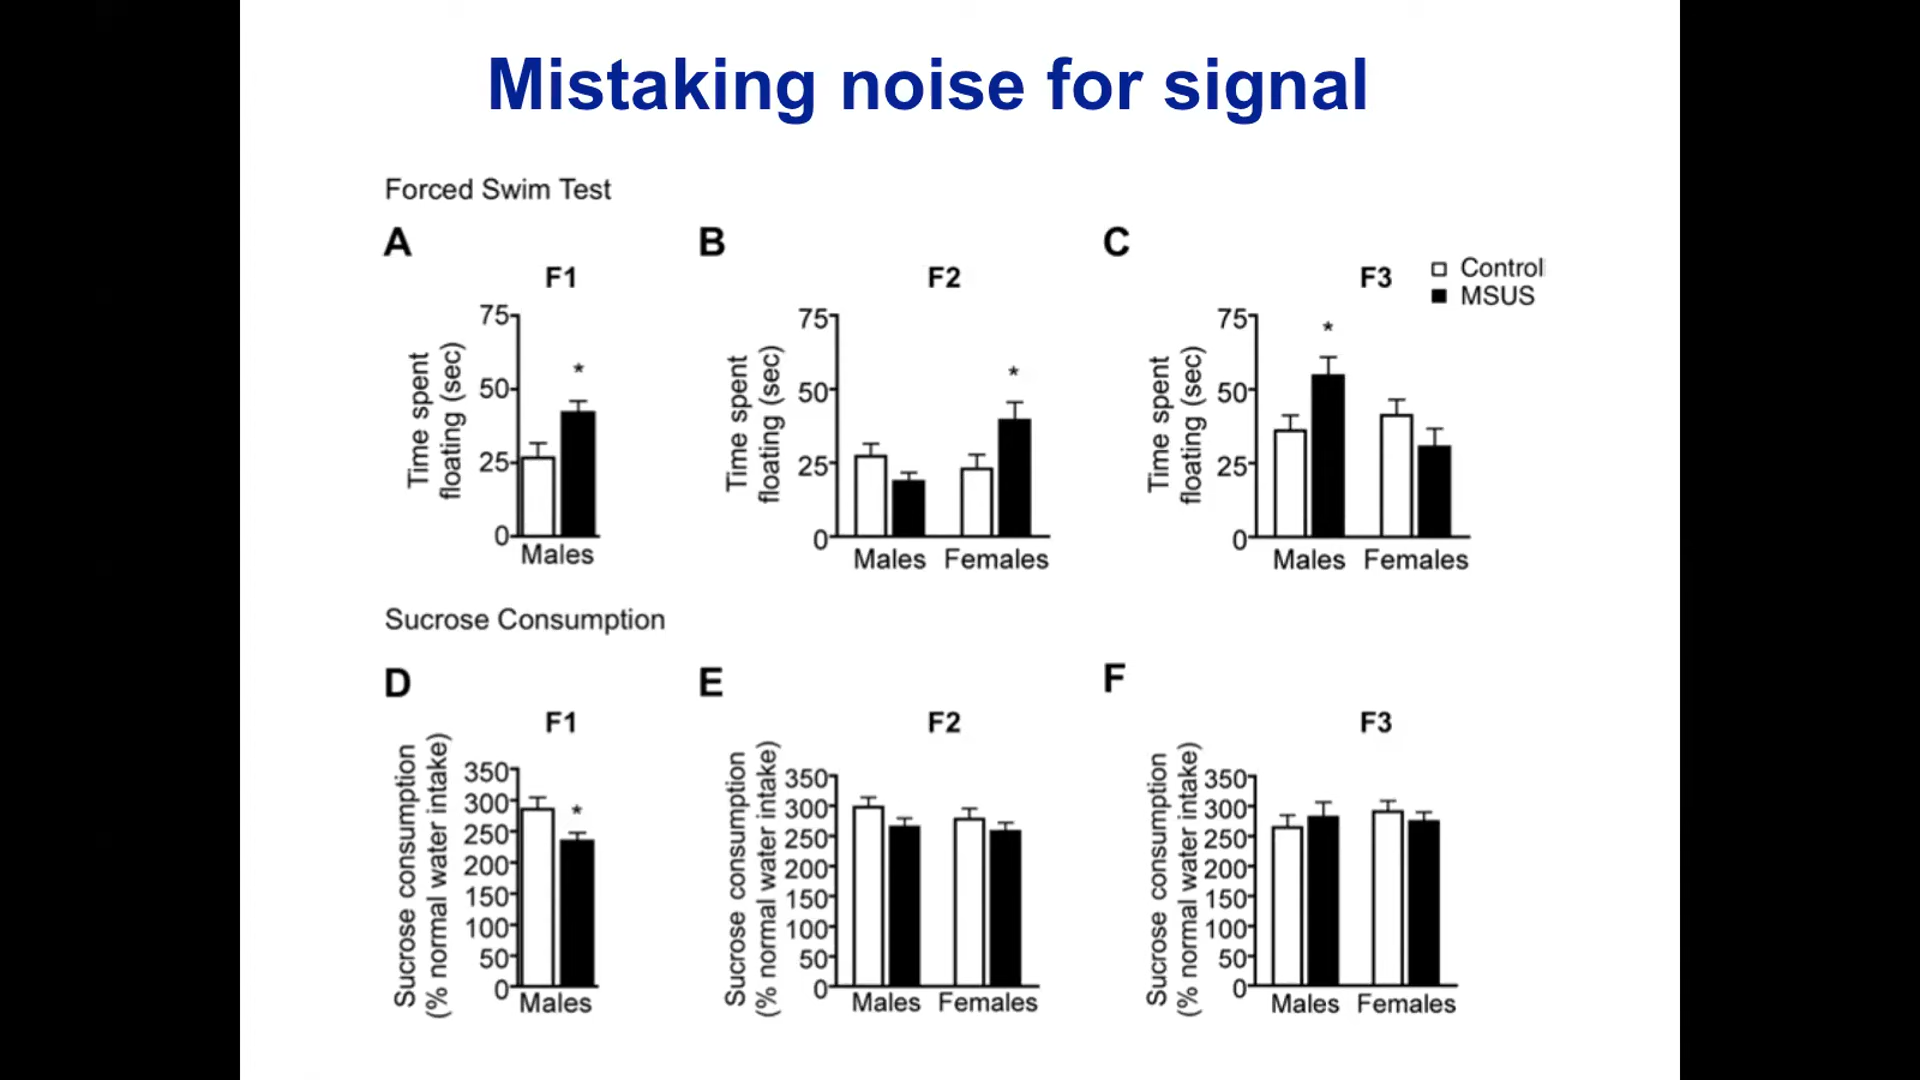 Mistaking noise for signal
Forced Swim Test
A
F1
75
50
25
0
Time spent
floating (sec)
*
Males
B
F2
75
50
25
0
Time spent
floating (sec)
*
Males Females
C
F3
Control
MSUS
75
50
25
0
Time spent
floating (sec)
*
Males Females
Sucrose Consumption
D
F1
350
300
250
200
150
100
50
0
Sucrose consumption
(% normal water intake)
*
Males
E
F2
350
300
250
200
150
100
50
0
Sucrose consumption
(% normal water intake)
Males Females
F
F3
350
300
250
200
150
100
50
0
Sucrose consumption
(% normal water intake)
Males Females